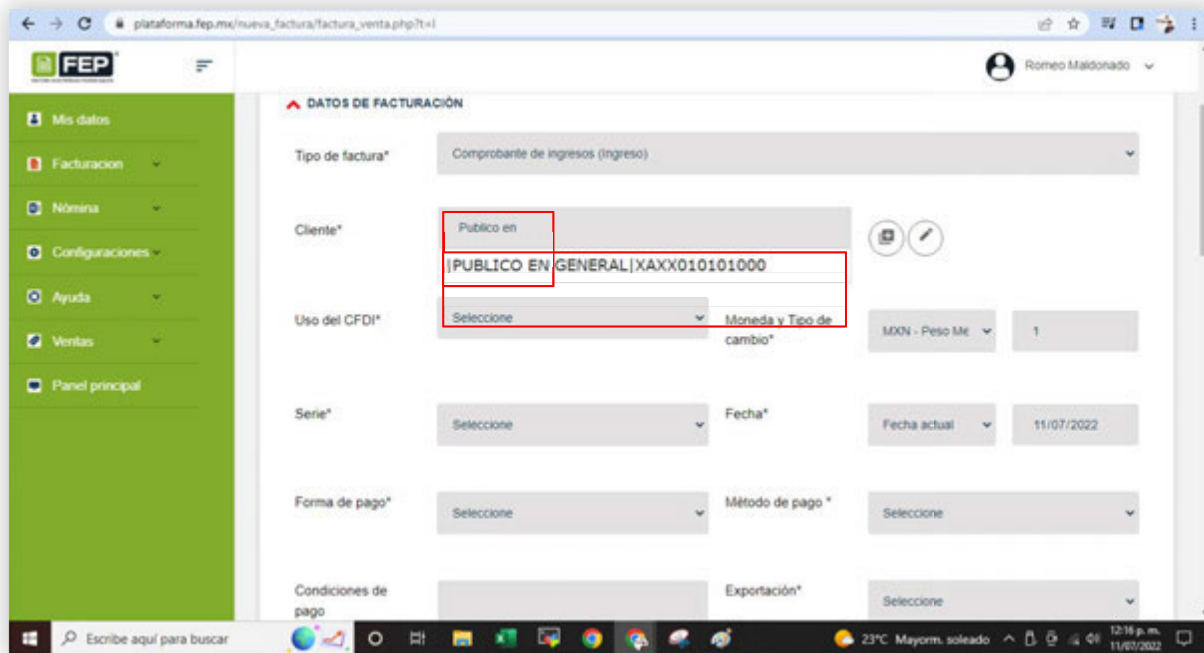 plataforma.fep.mx/nueva_factura/factura_venta.php?t=I
FEP
Romeo Maldonado
Mis datos
Facturacion
Nómina
Configuraciones
Ayuda
Ventas
Panel principal
DATOS DE FACTURACIÓN
Tipo de factura* Comprobante de ingresos (Ingreso)
Cliente* Publico en
|PUBLICO EN GENERAL|XAXX010101000
Uso del CFDI* Seleccione Moneda y Tipo de
cambio* MXN - Peso Me 1
Serie* Seleccione Fecha* Fecha actual 11/07/2022
Forma de pago* Seleccione Método de pago * Seleccione
Condiciones de
pago Exportación* Seleccione
Escribe aquí para buscar 23°C Mayorm. soleado 12:16 p. m.
11/07/2022